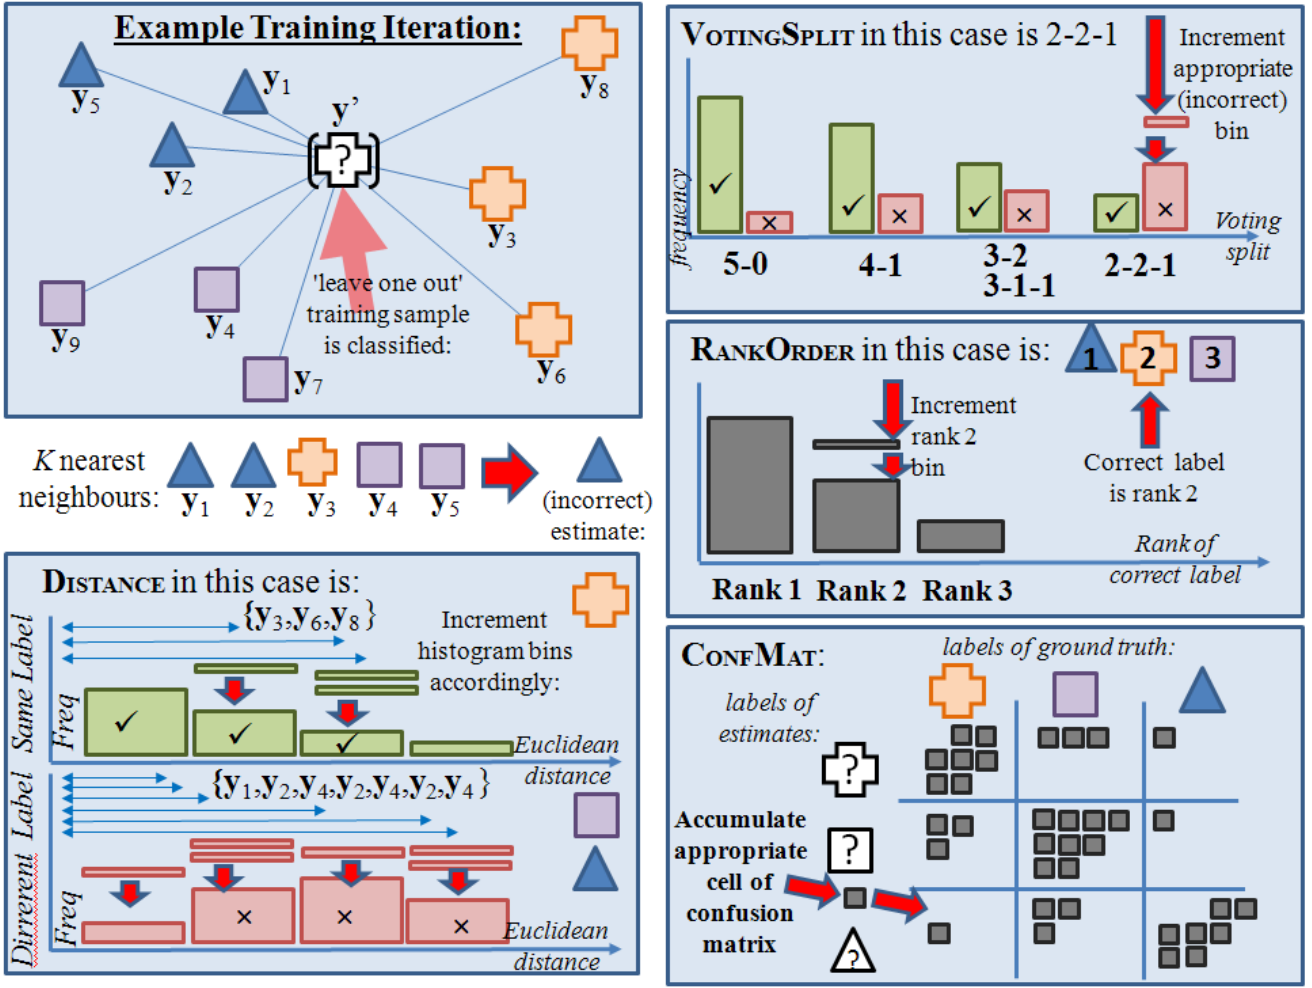 Example Training Iteration:
y5
y1
y'
y8
?
y2
y3
'leave one out'
training sample
is classified:
y9
y4
y7
y6
K nearest
neighbours:
y1 y2 y3 y4 y5
(incorrect)
estimate:
DISTANCE in this case is:
{y3,y6,y8}
Increment
histogram bins
accordingly:
Same Label
Freq
✓ ✓ ✓
Euclidean
distance
{y1,y2,y4,y2,y4,y2,y4}
Dirrerent Label
Freq
× × ×
Euclidean
distance
VOTINGSPLIT in this case is 2-2-1
Increment
appropriate
(incorrect)
bin
frequency
✓ × ✓ × ✓ × ✓ ×
Voting
split
5-0 4-1 3-2 2-2-1
3-1-1
RANKORDER in this case is: 1 2 3
Increment
rank 2
bin
Correct label
is rank 2
Rank of
correct label
Rank 1 Rank 2 Rank 3
CONFMAT:
labels of ground truth:
labels of
estimates:
?
Accumulate
appropriate
cell of
confusion
matrix
?
?